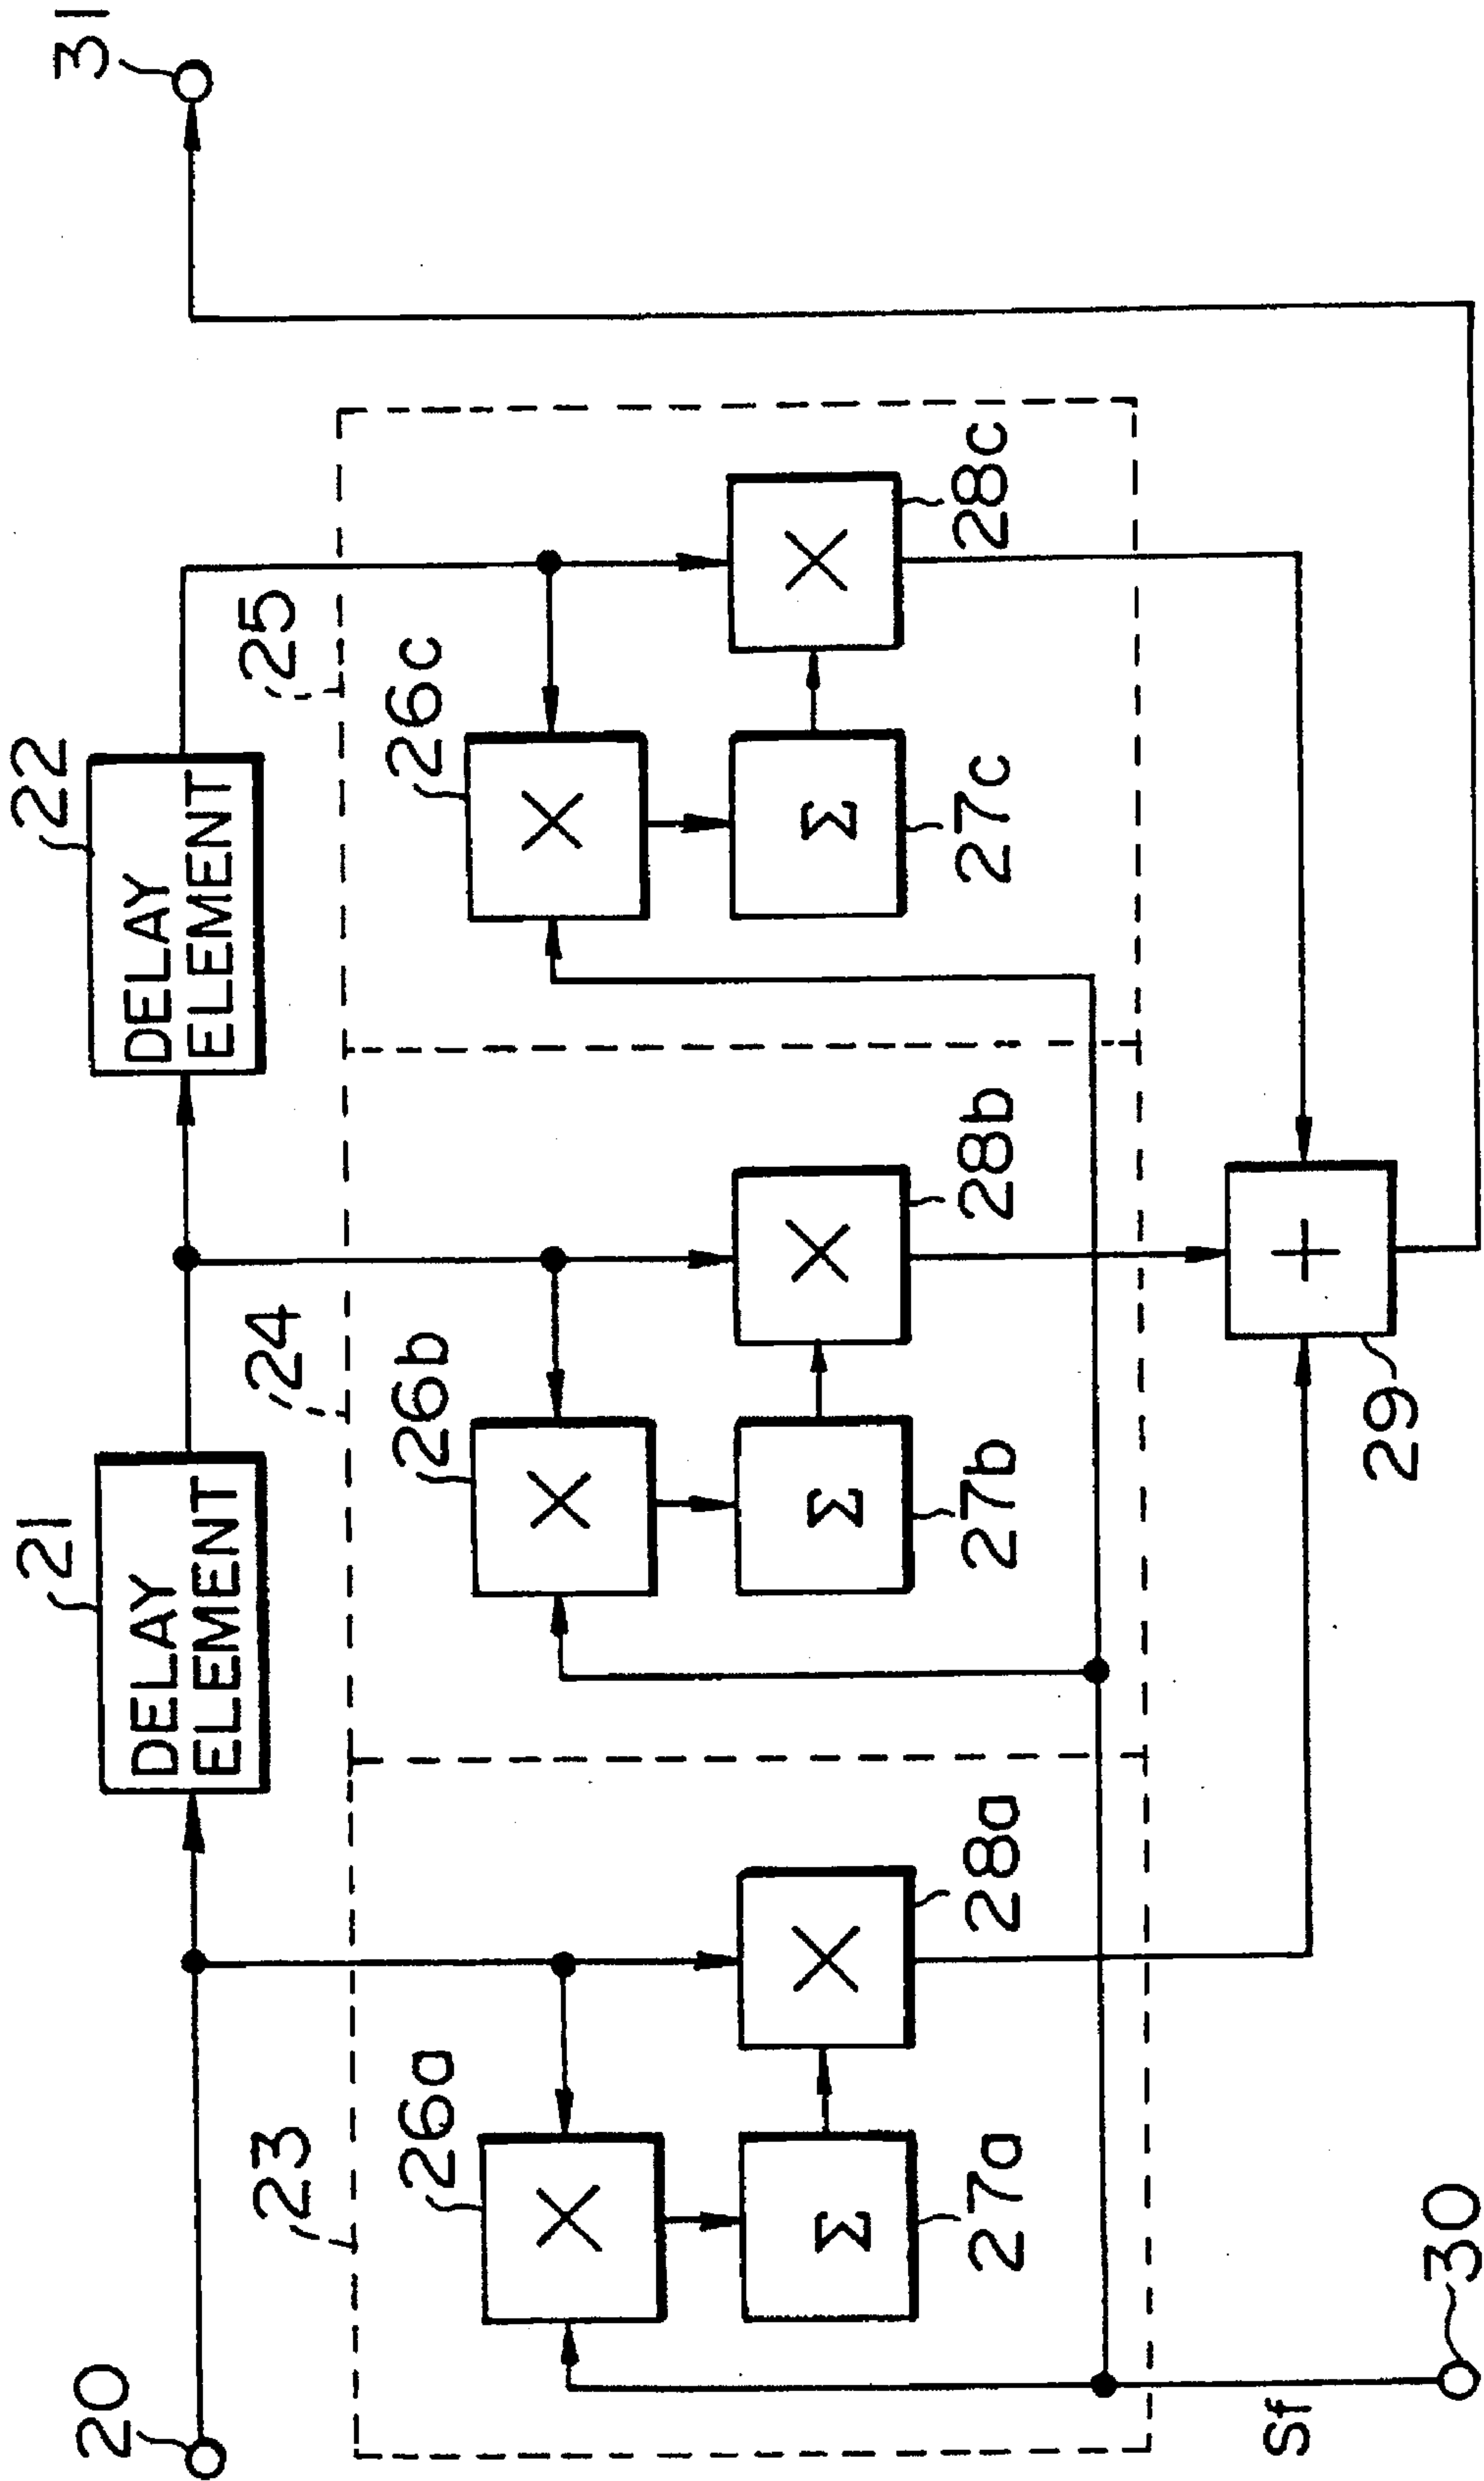 20
21
DELAY
ELEMENT
22
DELAY
ELEMENT
31
23
24
25
26a
26b
26c
27a
28a
27b
28b
27c
28c
29
Sf
30
X
X
X
Σ
X
Σ
X
Σ
X
+